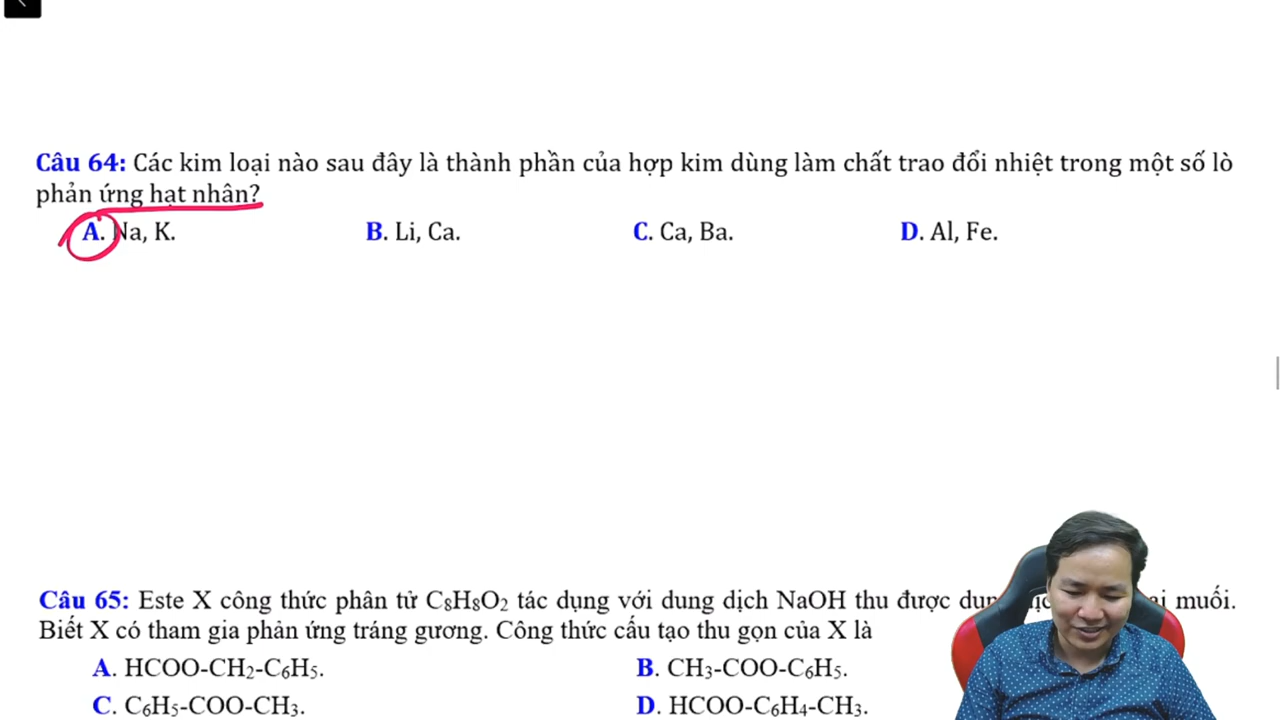 Câu 64: Các kim loại nào sau đây là thành phần của hợp kim dùng làm chất trao đổi nhiệt trong một số lò
phản ứng hạt nhân?
A. Na, K. B. Li, Ca. C. Ca, Ba. D. Al, Fe.
Câu 65: Este X công thức phân tử C₈H₈O₂ tác dụng với dung dịch NaOH thu được muối.
Biết X có tham gia phản ứng tráng gương. Công thức cấu tạo thu gọn của X là
A. HCOO-CH₂-C₆H₅. B. CH₃-COO-C₆H₅.
C. C₆H₅-COO-CH₃. D. HCOO-C₆H₄-CH₃.